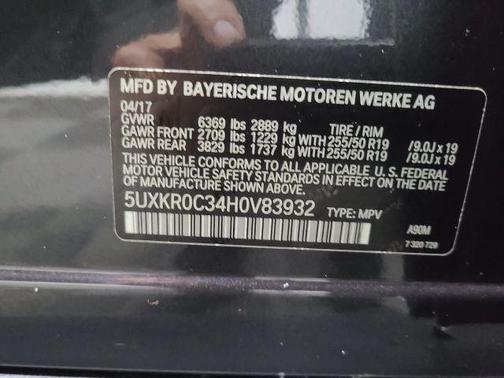 MFD BY BAYERISCHE MOTOREN WERKE AG
04/17
GVWR 6369 lbs 2889 kg TIRE / RIM
GAWR FRONT 2709 lbs 1229 kg WITH 255/50 R19 /9.0J x 19
GAWR REAR 3829 lbs 1737 kg WITH 255/50 R19 /9.0J x 19
THIS VEHICLE CONFORMS TO ALL APPLICABLE U. S. FEDERAL
MOTOR VEHICLE SAFETY STANDARDS IN EFFECT ON THE DATE OF
MANUFACTURE SHOWN ABOVE.
5UXKR0C34H0V83932 TYPE: MPV
A90M
7 320 729